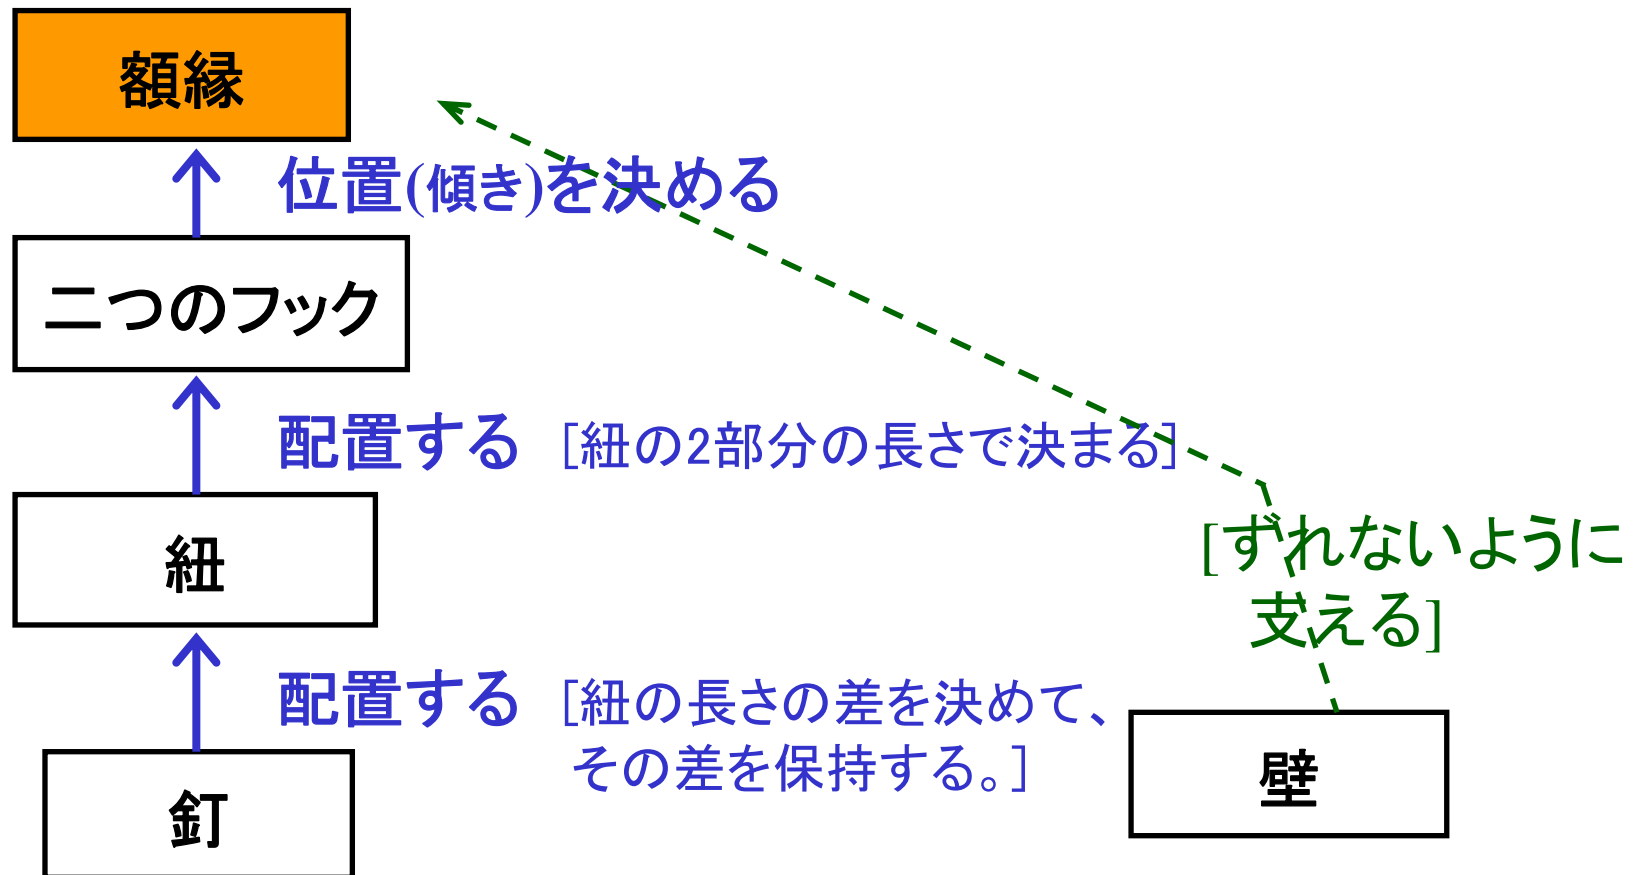 額縁
位置(傾き)を決める
二つのフック
配置する [紐の2部分の長さで決まる]
紐
[ずれないように
支える]
配置する [紐の長さの差を決めて、
その差を保持する。]
釘
壁